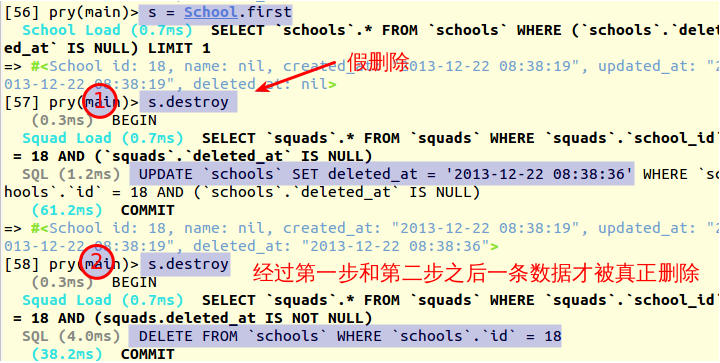 [56] pry(main)> s = School.first
School Load (0.7ms)  SELECT `schools`.* FROM `schools` WHERE (`schools`.`delet
ed_at` IS NULL) LIMIT 1
=> #<School id: 18, name: nil, created_at: "2013-12-22 08:38:19", updated_at: "2
013-12-22 08:38:19", deleted_at: nil>
假删除
[57] pry(main)> s.destroy
1
(0.3ms)  BEGIN
Squad Load (0.7ms)  SELECT `squads`.* FROM `squads` WHERE `squads`.`school_id`
= 18 AND (`squads`.`deleted_at` IS NULL)
SQL (1.2ms)  UPDATE `schools` SET deleted_at = '2013-12-22 08:38:36' WHERE `sc
hools`.`id` = 18 AND (`schools`.`deleted_at` IS NULL)
(61.2ms)  COMMIT
=> #<School id: 18, name: nil, created_at: "2013-12-22 08:38:19", updated_at: "2
013-12-22 08:38:19", deleted_at: "2013-12-22 08:38:36">
[58] pry(main)> s.destroy
2
经过第一步和第二步之后一条数据才被真正删除
(0.3ms)  BEGIN
Squad Load (0.7ms)  SELECT `squads`.* FROM `squads` WHERE `squads`.`school_id`
= 18 AND (squads.deleted_at IS NOT NULL)
SQL (4.0ms)  DELETE FROM `schools` WHERE `schools`.`id` = 18
(38.2ms)  COMMIT